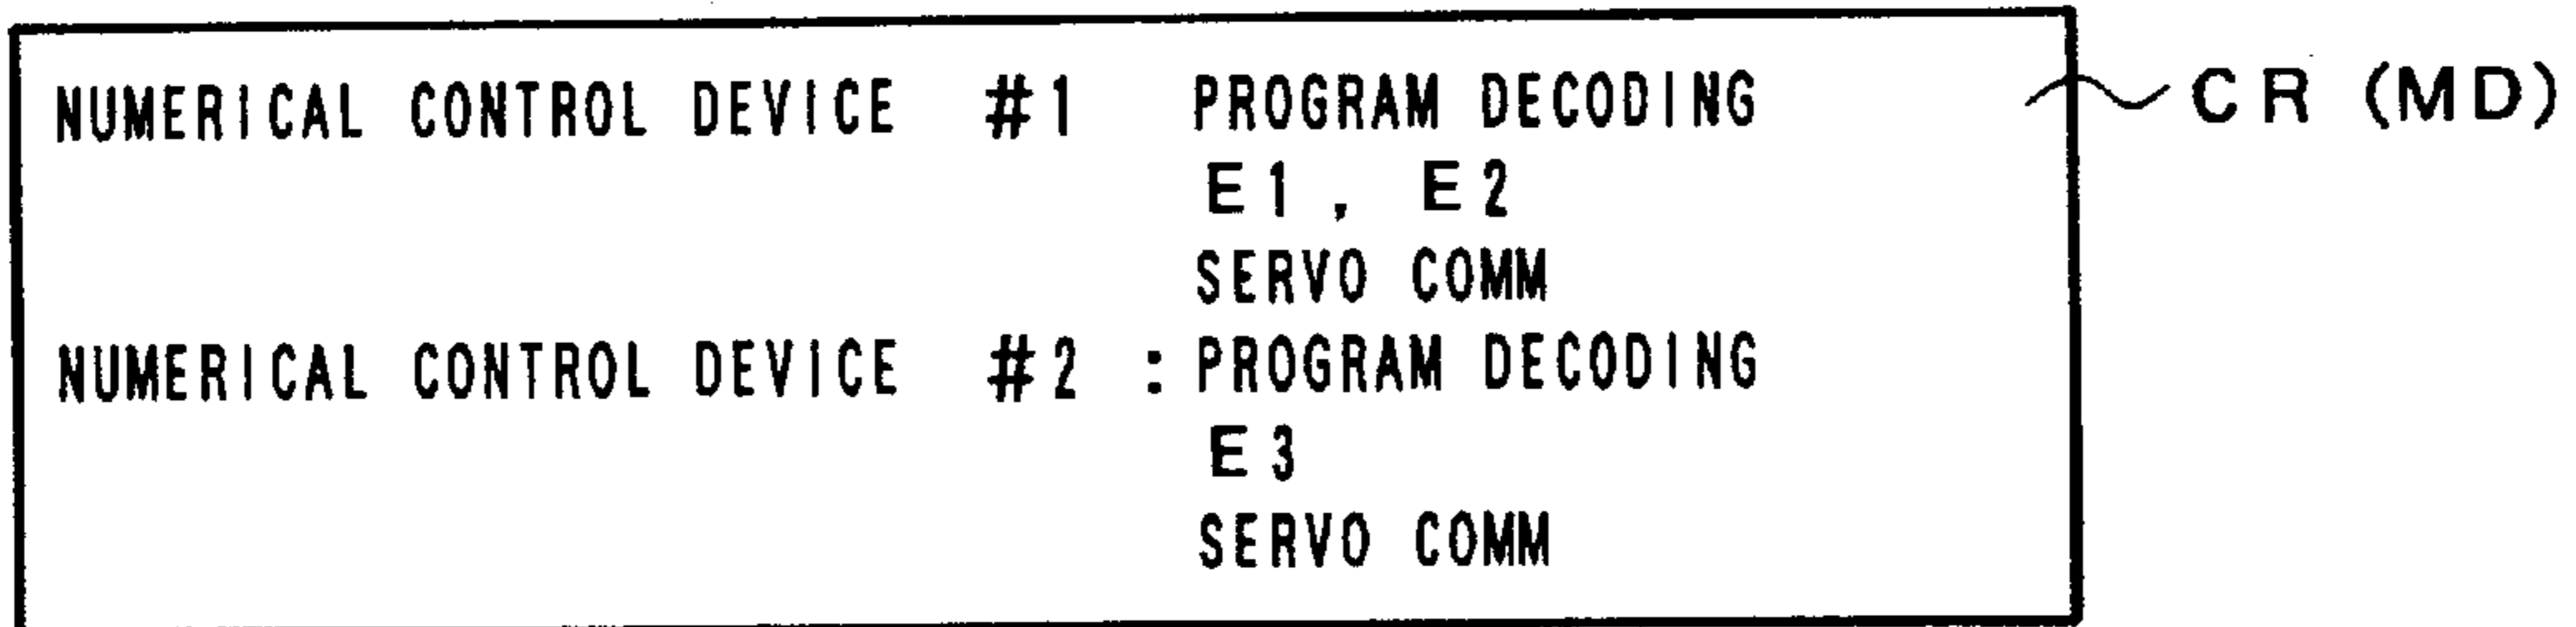 NUMERICAL CONTROL DEVICE #1 PROGRAM DECODING
E1, E2
SERVO COMM
NUMERICAL CONTROL DEVICE #2 : PROGRAM DECODING
E3
SERVO COMM
CR (MD)